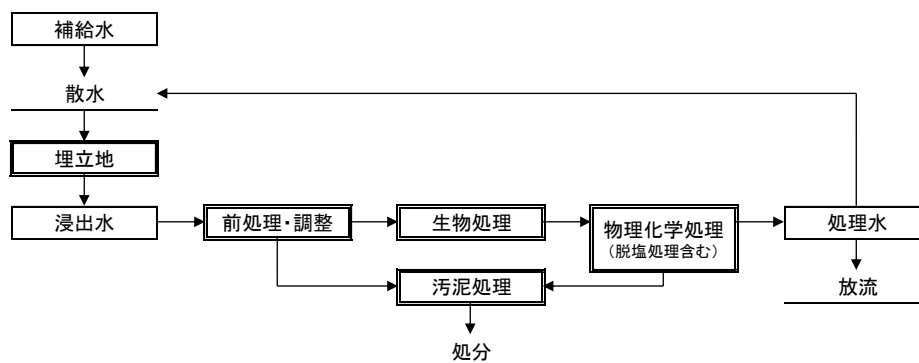 補給水
散水
埋立地
浸出水
前処理・調整
生物処理
物理化学処理
（脱塩処理含む）
処理水
汚泥処理
放流
処分